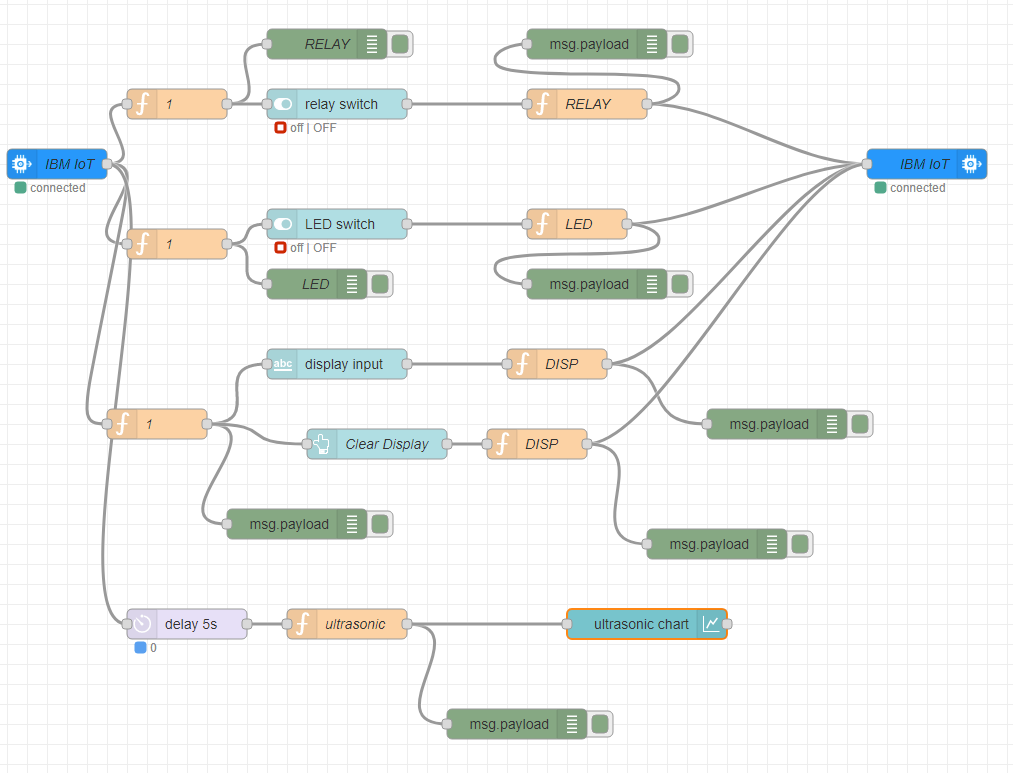 RELAY
msg.payload
1
relay switch
RELAY
off | OFF
IBM IoT
connected
IBM IoT
connected
1
LED switch
LED
off | OFF
LED
msg.payload
abc
display input
DISP
1
msg.payload
Clear Display
DISP
msg.payload
msg.payload
delay 5s
ultrasonic
ultrasonic chart
0
msg.payload